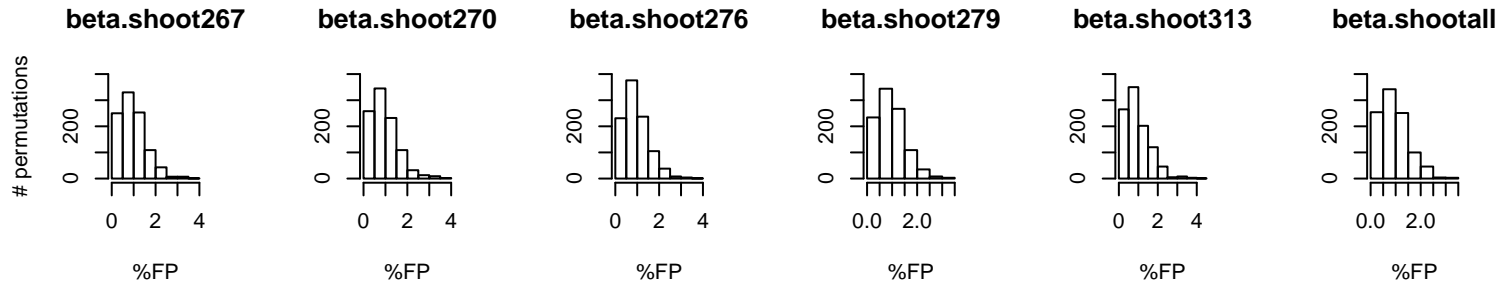 beta.shoot267 beta.shoot270 beta.shoot276 beta.shoot279 beta.shoot313 beta.shootall
# permutations
200 200 200 200 200 200
0 0 0 0 0 0
0 2 4 0 2 4 0 2 4 0.0 2.0 0 2 4 0.0 2.0
%FP %FP %FP %FP %FP %FP